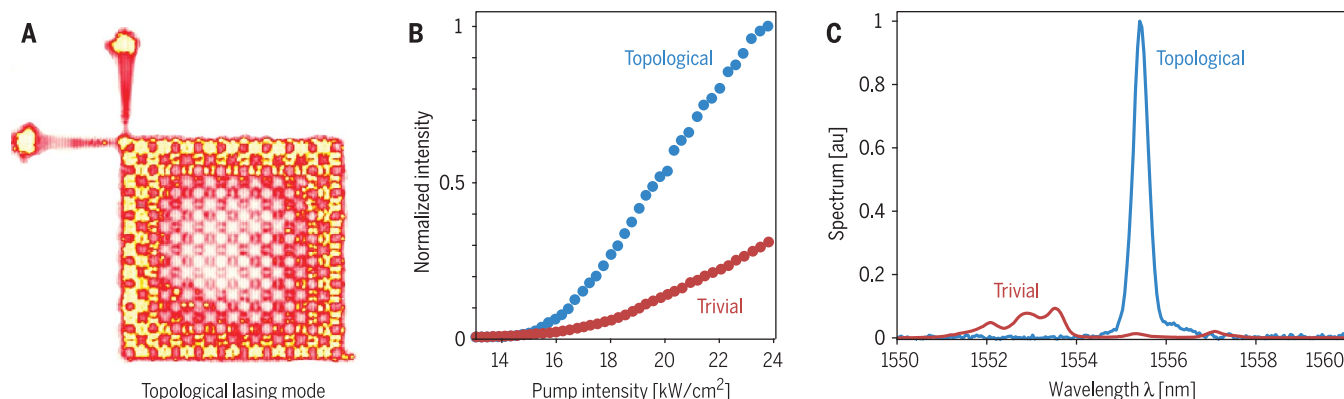 A
Topological lasing mode
B
Normalized intensity
1
0.5
0
Topological
Trivial
14 16 18 20 22 24
Pump intensity [kW/cm²]
C
Spectrum [au]
1
0.8
0.6
0.4
0.2
0
Topological
Trivial
1550 1552 1554 1556 1558 1560
Wavelength λ [nm]